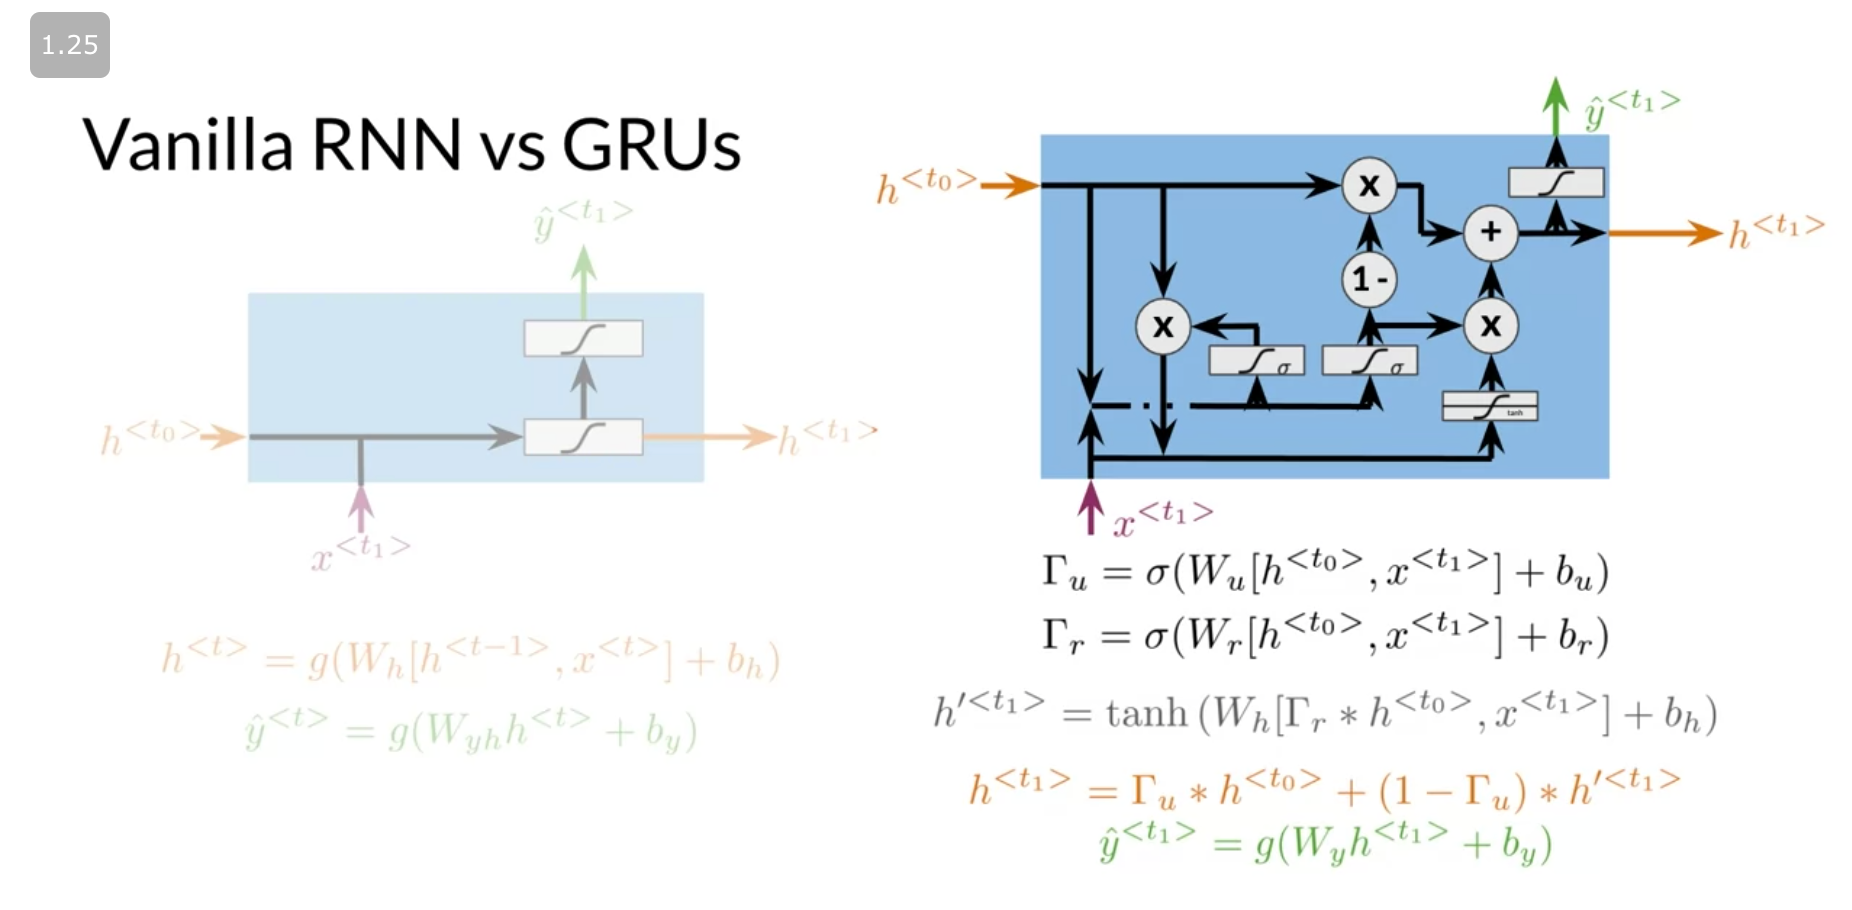 1.25
Vanilla RNN vs GRUs
ŷ^{<t₁>}
h^{<t₀>}
h^{<t₁>}
x^{<t₁>}
h^{<t>} = g(W_h[h^{<t−1>}, x^{<t>}] + b_h)
ŷ^{<t>} = g(W_{yh}h^{<t>} + b_y)
ŷ^{<t₁>}
h^{<t₀>}
x
+
h^{<t₁>}
1-
x
x
σ
σ
tanh
x^{<t₁>}
Γ_u = σ(W_u[h^{<t₀>}, x^{<t₁>}] + b_u)
Γ_r = σ(W_r[h^{<t₀>}, x^{<t₁>}] + b_r)
h′^{<t₁>} = tanh (W_h[Γ_r * h^{<t₀>}, x^{<t₁>}] + b_h)
h^{<t₁>} = Γ_u * h^{<t₀>} + (1 − Γ_u) * h′^{<t₁>}
ŷ^{<t₁>} = g(W_y h^{<t₁>} + b_y)